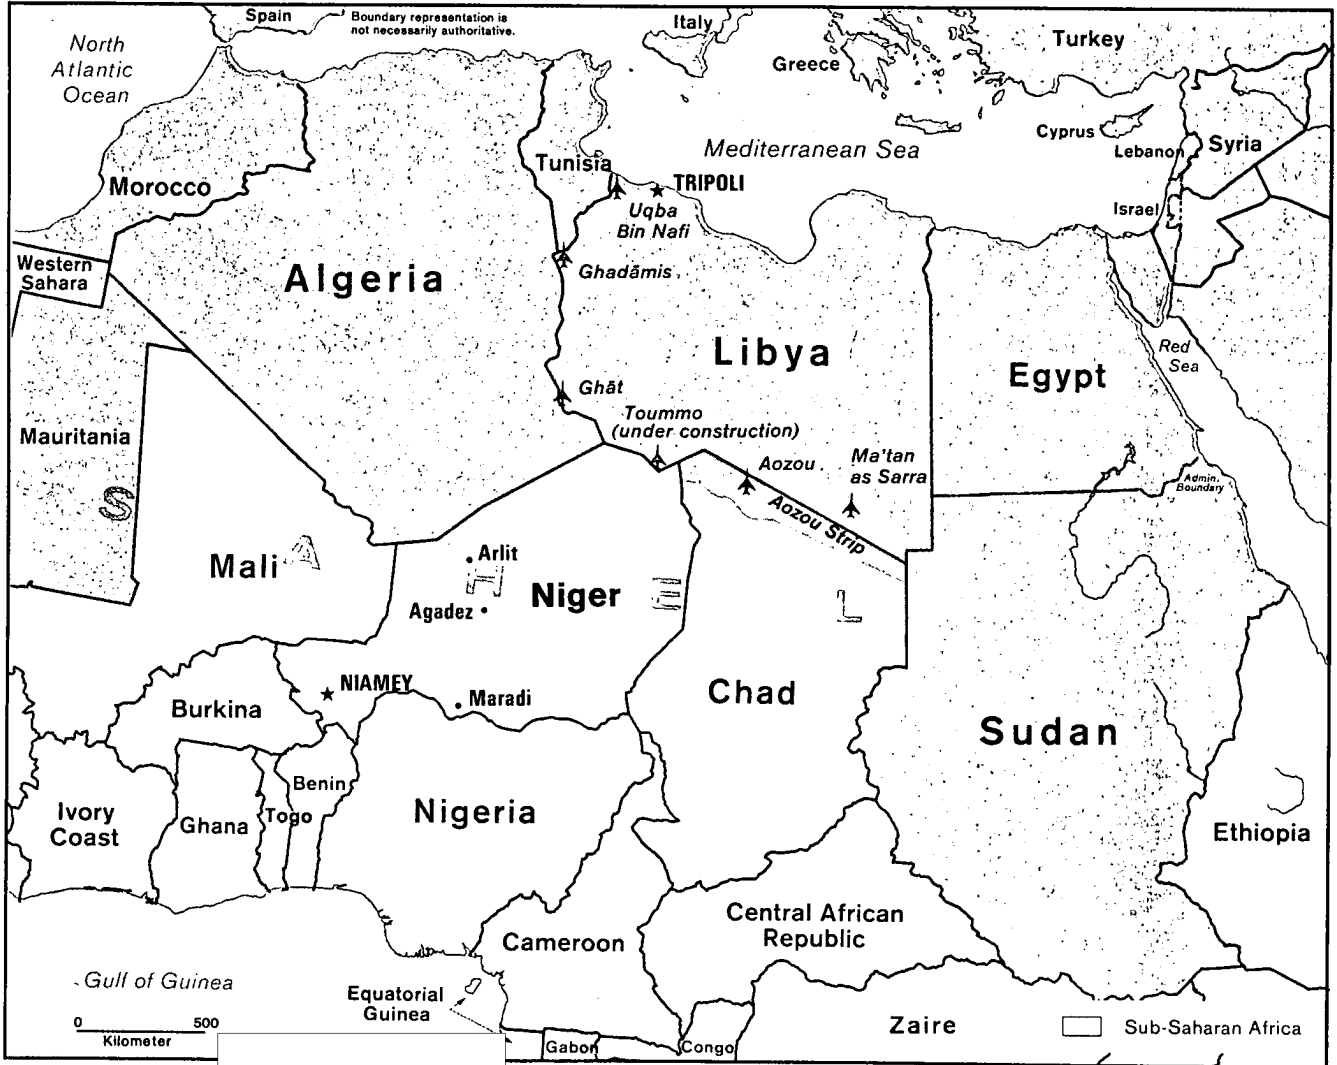 Spain
Boundary representation is
not necessarily authoritative.
Italy
Turkey
Greece
North
Atlantic
Ocean
Cyprus
Lebanon
Syria
Mediterranean Sea
Tunisia
Morocco
TRIPOLI
Israel
Uqba
Bin Nafi
Western
Sahara
Algeria
Ghadāmis
Libya
Red
Sea
Egypt
Ghāt
Toummo
(under construction)
Mauritania
Aozou
Ma'tan
as Sarra
Admin.
Boundary
Aozou Strip
S A H E L
Mali
Arlit
Niger
Agadez
NIAMEY
Maradi
Chad
Burkina
Sudan
Benin
Ivory
Coast
Ghana
Togo
Nigeria
Ethiopia
Central African
Republic
Cameroon
Gulf of Guinea
Equatorial
Guinea
0 500
Kilometer
Gabon
Congo
Zaire
Sub-Saharan Africa